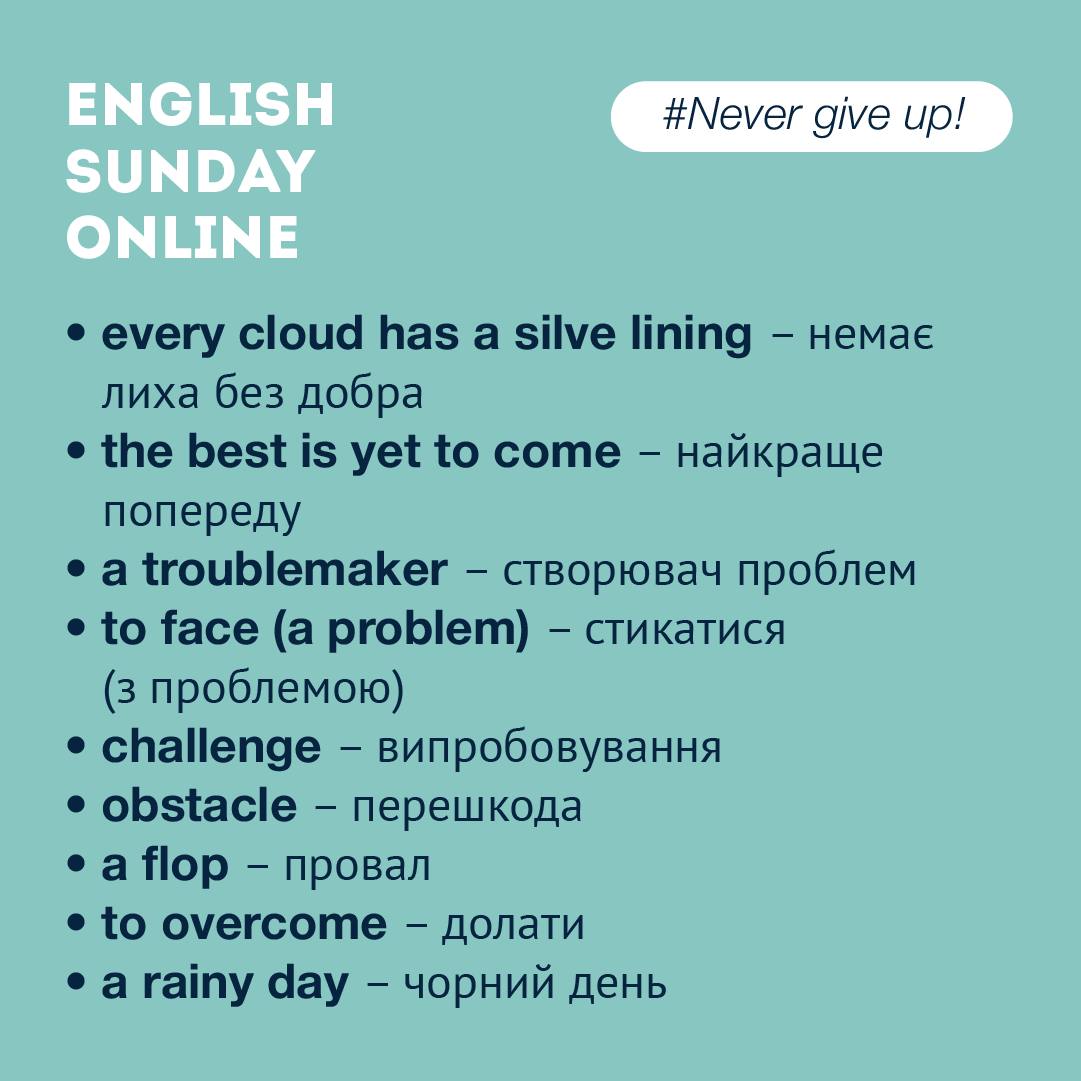 ENGLISH
SUNDAY
ONLINE
#Never give up!
• every cloud has a silve lining – немає
лиха без добра
• the best is yet to come – найкраще
попереду
• a troublemaker – створювач проблем
• to face (a problem) – стикатися
(з проблемою)
• challenge – випробовування
• obstacle – перешкода
• a flop – провал
• to overcome – долати
• a rainy day – чорний день